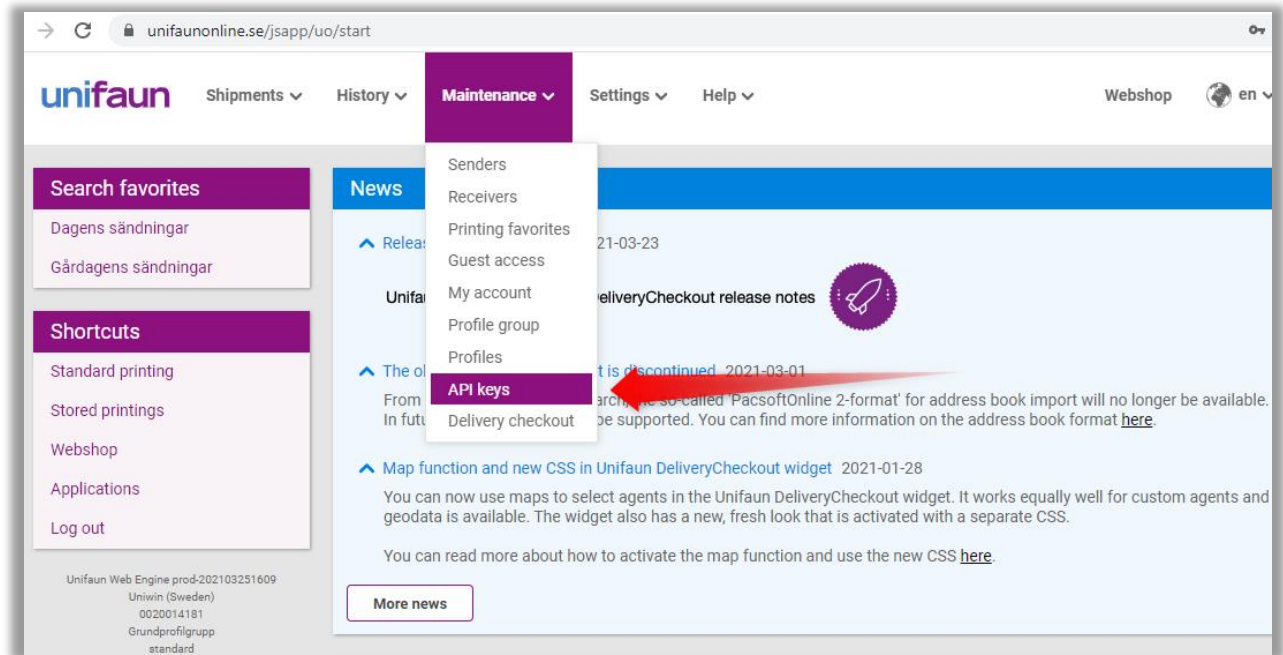 unifaunonline.se/jsapp/uo/start
unifaun Shipments History Maintenance Settings Help Webshop en
Senders
Receivers
Printing favorites
Guest access
My account
Profile group
Profiles
API keys
Delivery checkout
Search favorites
Dagens sändningar
Gårdagens sändningar
Shortcuts
Standard printing
Stored printings
Webshop
Applications
Log out
Unifaun Web Engine prod-202103251609
Uniwin (Sweden)
0020014181
Grundprofilgrupp
standard
News
21-03-23
DeliveryCheckout release notes
The t is discontinued 2021-03-01
From the so-called 'PacsoftOnline 2-format' for address book import will no longer be available.
In be supported. You can find more information on the address book format here.
Map function and new CSS in Unifaun DeliveryCheckout widget 2021-01-28
You can now use maps to select agents in the Unifaun DeliveryCheckout widget. It works equally well for custom agents and
geodata is available. The widget also has a new, fresh look that is activated with a separate CSS.
You can read more about how to activate the map function and use the new CSS here.
More news